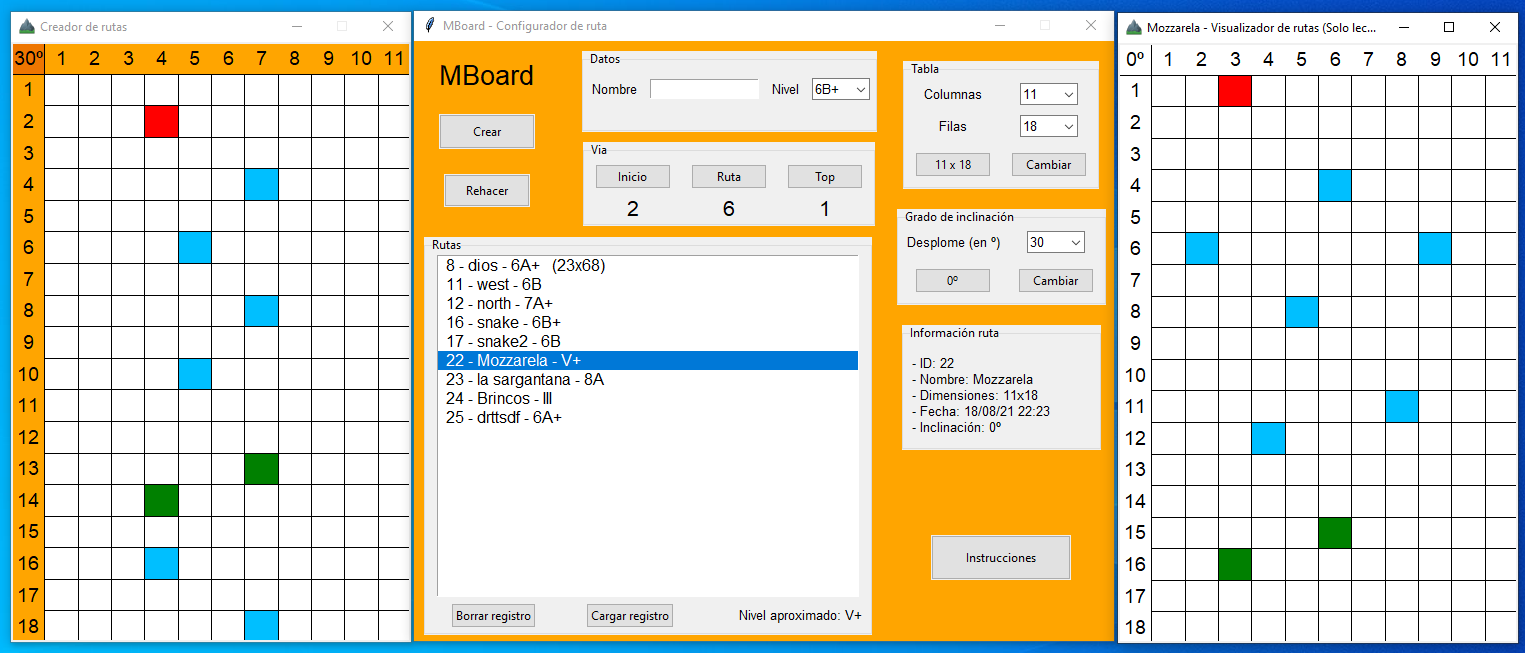 Creador de rutas
30º 1 2 3 4 5 6 7 8 9 10 11
1
2
3
4
5
6
7
8
9
10
11
12
13
14
15
16
17
18
MBoard - Configurador de ruta
MBoard
Crear
Rehacer
Datos
Nombre Nivel 6B+
Via
Inicio Ruta Top
2 6 1
Rutas
8 - dios - 6A+ (23x68)
11 - west - 6B
12 - north - 7A+
16 - snake - 6B+
17 - snake2 - 6B
22 - Mozzarela - V+
23 - la sargantana - 8A
24 - Brincos - III
25 - drttsdf - 6A+
Borrar registro Cargar registro Nivel aproximado: V+
Tabla
Columnas 11
Filas 18
11 x 18 Cambiar
Grado de inclinación
Desplome (en º) 30
0º Cambiar
Información ruta
- ID: 22
- Nombre: Mozzarela
- Dimensiones: 11x18
- Fecha: 18/08/21 22:23
- Inclinación: 0º
Instrucciones
Mozzarela - Visualizador de rutas (Solo lec...
0º 1 2 3 4 5 6 7 8 9 10 11
1
2
3
4
5
6
7
8
9
10
11
12
13
14
15
16
17
18